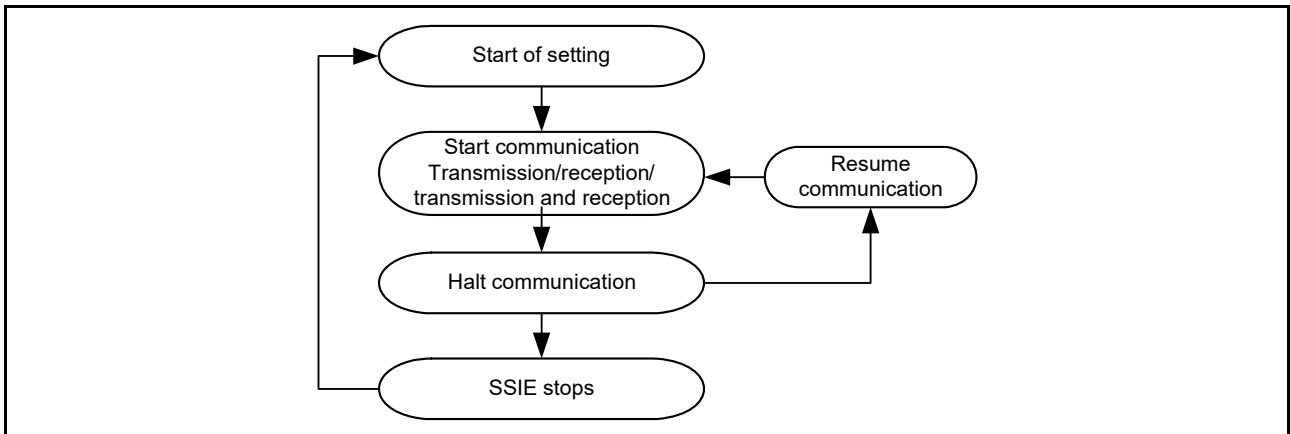 Start of setting
Start communication
Transmission/reception/
transmission and reception
Resume
communication
Halt communication
SSIE stops